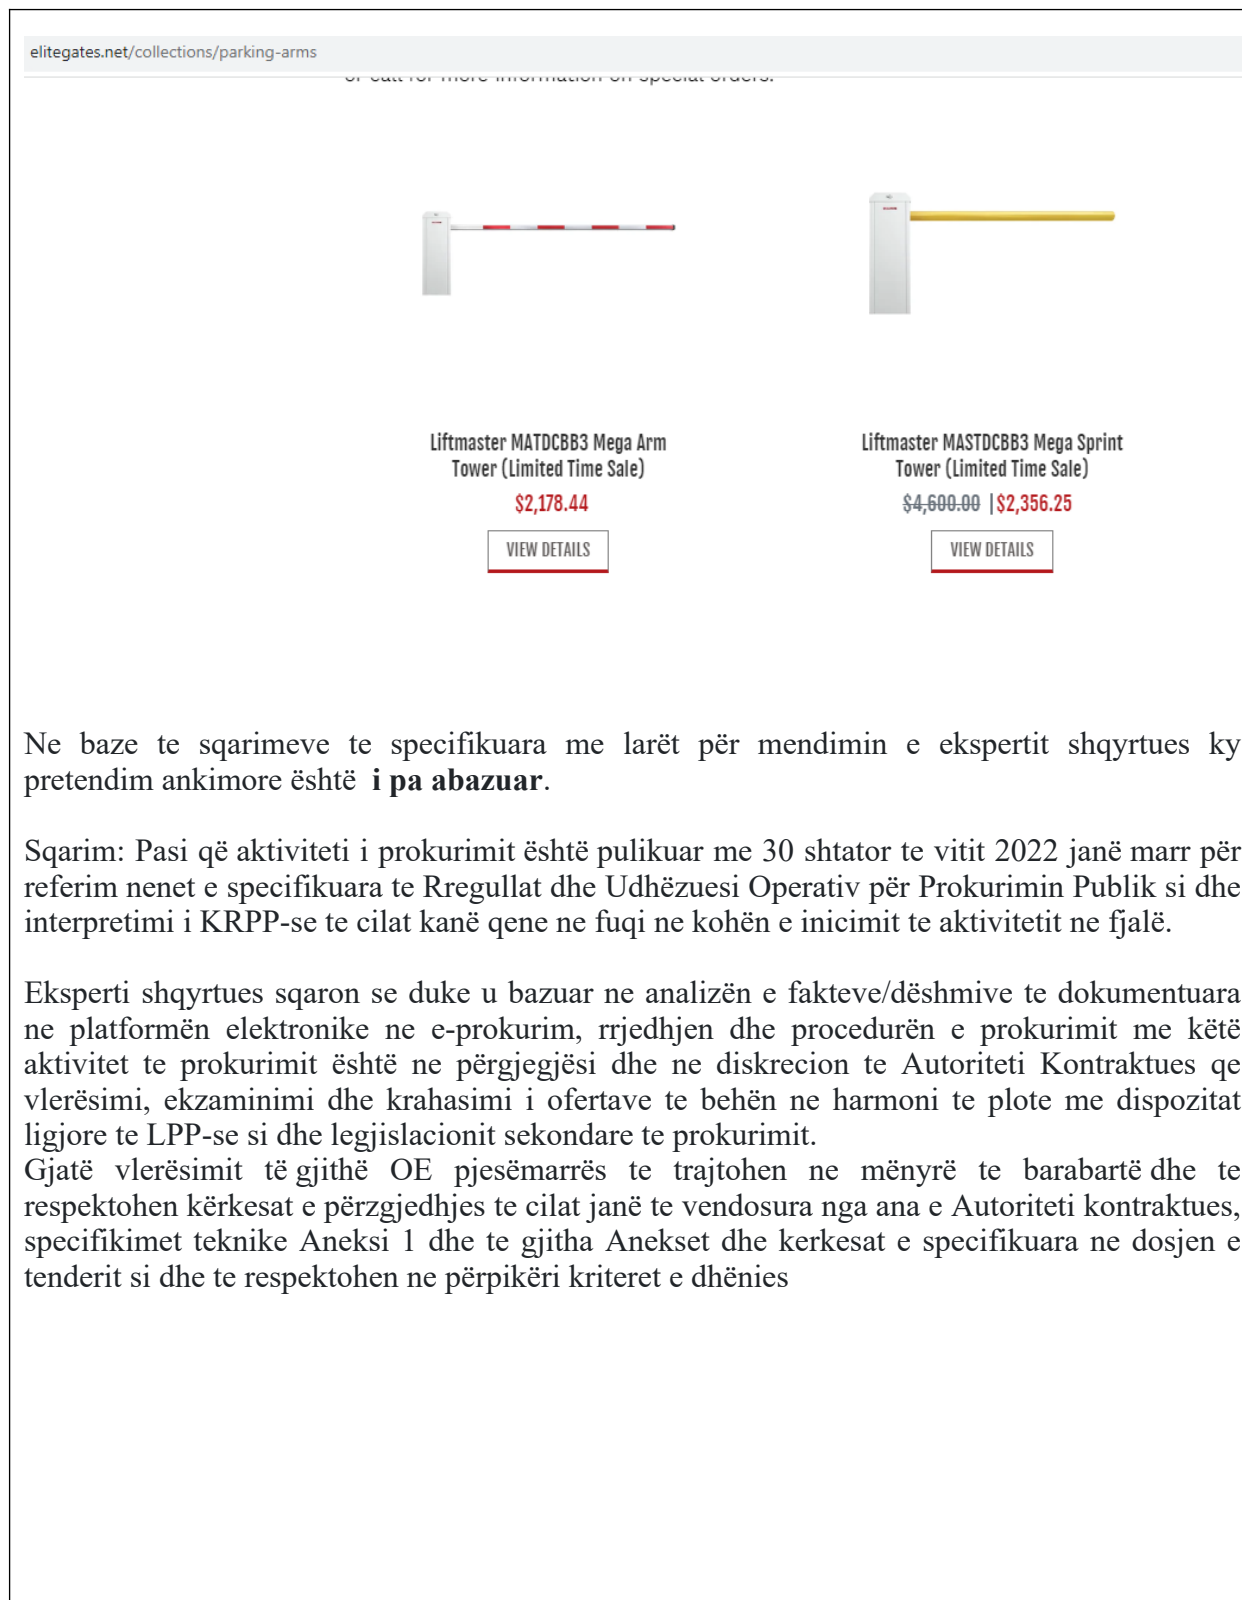 elitegates.net/collections/parking-arms
or call for more information on special orders.
Liftmaster MATDCBB3 Mega Arm
Tower (Limited Time Sale)
$2,178.44
VIEW DETAILS
Liftmaster MASTDCBB3 Mega Sprint
Tower (Limited Time Sale)
$4,600.00 | $2,356.25
VIEW DETAILS
Ne baze te sqarimeve te specifikuara me larët për mendimin e ekspertit shqyrtues ky
pretendim ankimore është i pa abazuar.
Sqarim: Pasi që aktiviteti i prokurimit është pulikuar me 30 shtator te vitit 2022 janë marr për
referim nenet e specifikuara te Rregullat dhe Udhëzuesi Operativ për Prokurimin Publik si dhe
interpretimi i KRPP-se te cilat kanë qene ne fuqi ne kohën e inicimit te aktivitetit ne fjalë.
Eksperti shqyrtues sqaron se duke u bazuar ne analizën e fakteve/dëshmive te dokumentuara
ne platformën elektronike ne e-prokurim, rrjedhjen dhe procedurën e prokurimit me këtë
aktivitet te prokurimit është ne përgjegjësi dhe ne diskrecion te Autoriteti Kontraktues qe
vlerësimi, ekzaminimi dhe krahasimi i ofertave te behën ne harmoni te plote me dispozitat
ligjore te LPP-se si dhe legjislacionit sekondare te prokurimit.
Gjatë vlerësimit të gjithë OE pjesëmarrës te trajtohen ne mënyrë te barabartë dhe te
respektohen kërkesat e përzgjedhjes te cilat janë te vendosura nga ana e Autoriteti kontraktues,
specifikimet teknike Aneksi 1 dhe te gjitha Anekset dhe kerkesat e specifikuara ne dosjen e
tenderit si dhe te respektohen ne përpikëri kriteret e dhënies